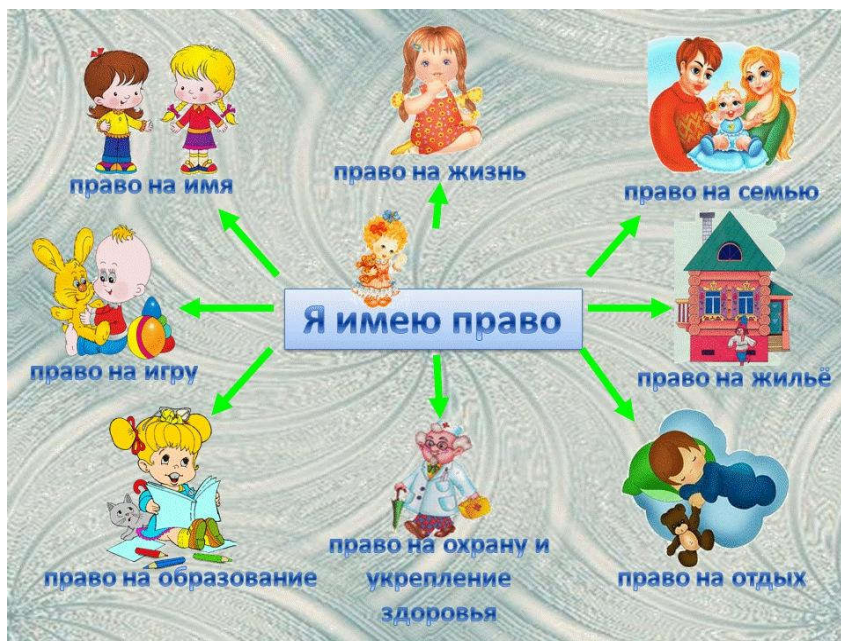 право на имя
право на жизнь
право на семью
Я имею право
право на игру
право на жильё
право на образование
право на охрану и
укрепление
здоровья
право на отдых